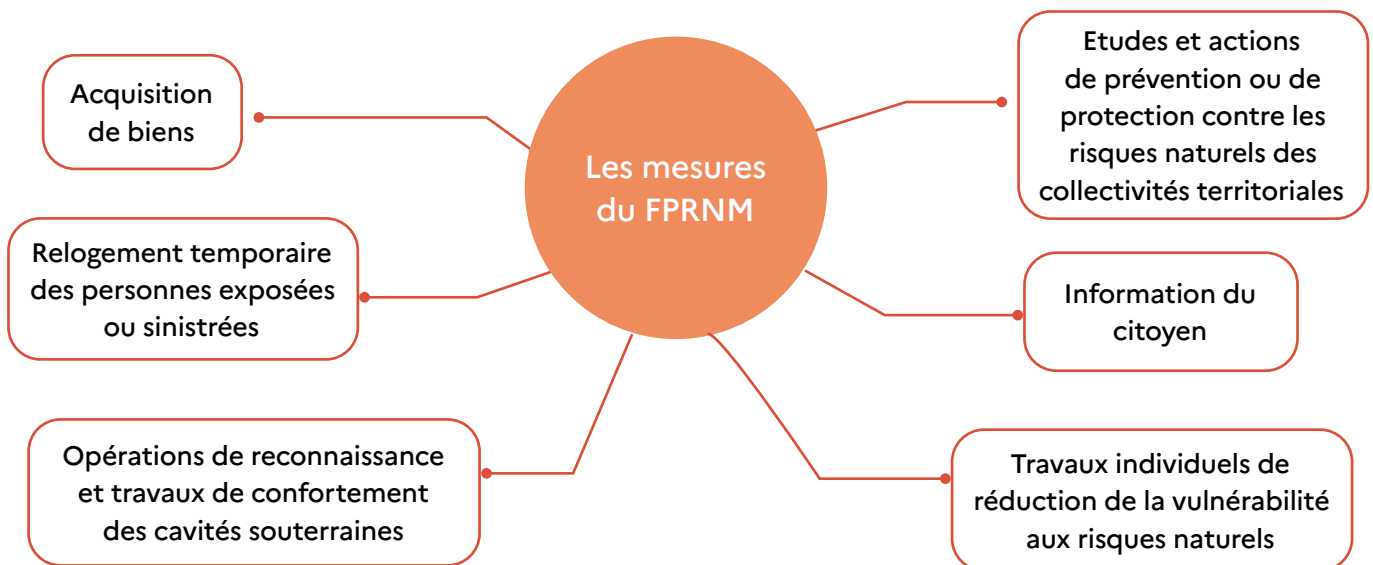 Les mesures
du FPRNM
Acquisition
de biens
Relogement temporaire
des personnes exposées
ou sinistrées
Opérations de reconnaissance
et travaux de confortement
des cavités souterraines
Etudes et actions
de prévention ou de
protection contre les
risques naturels des
collectivités territoriales
Information du
citoyen
Travaux individuels de
réduction de la vulnérabilité
aux risques naturels